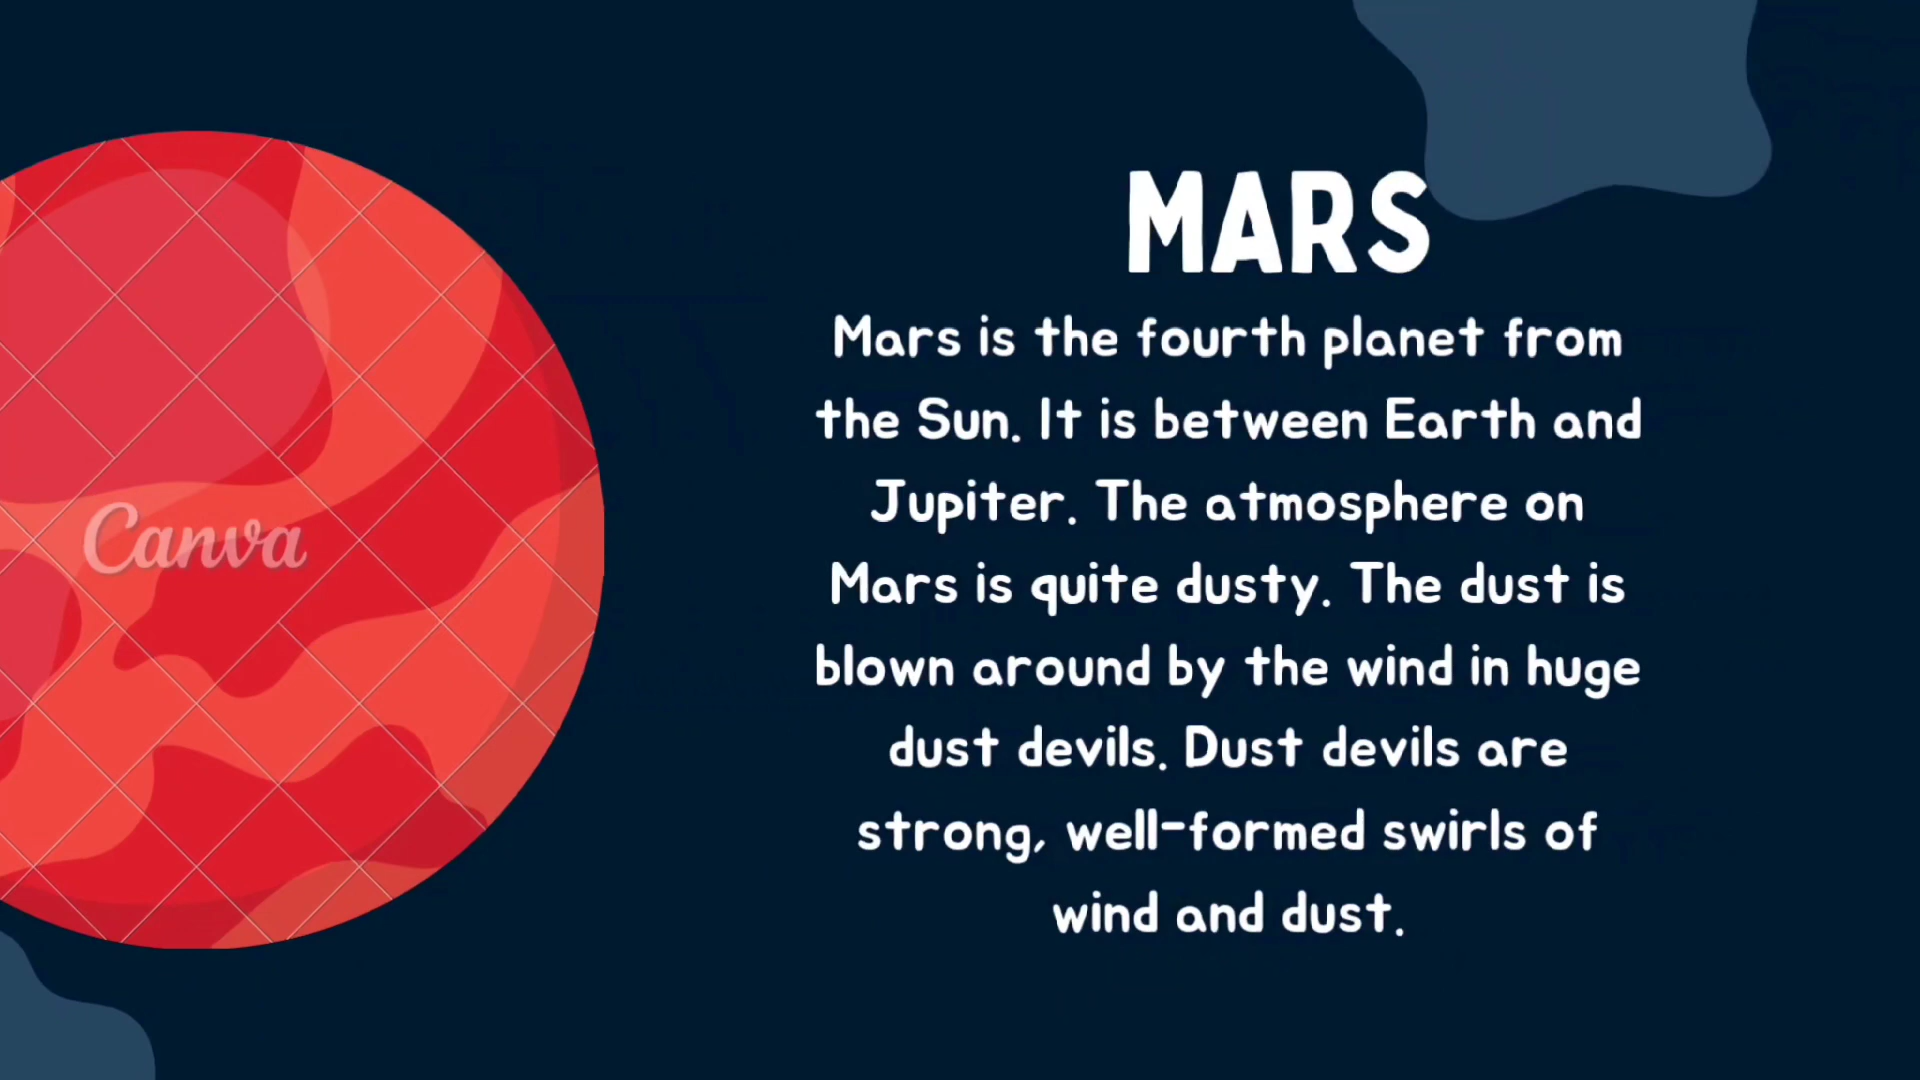 MARS
Mars is the fourth planet from
the Sun. It is between Earth and
Jupiter. The atmosphere on
Mars is quite dusty. The dust is
blown around by the wind in huge
dust devils. Dust devils are
strong, well-formed swirls of
wind and dust.
Canva